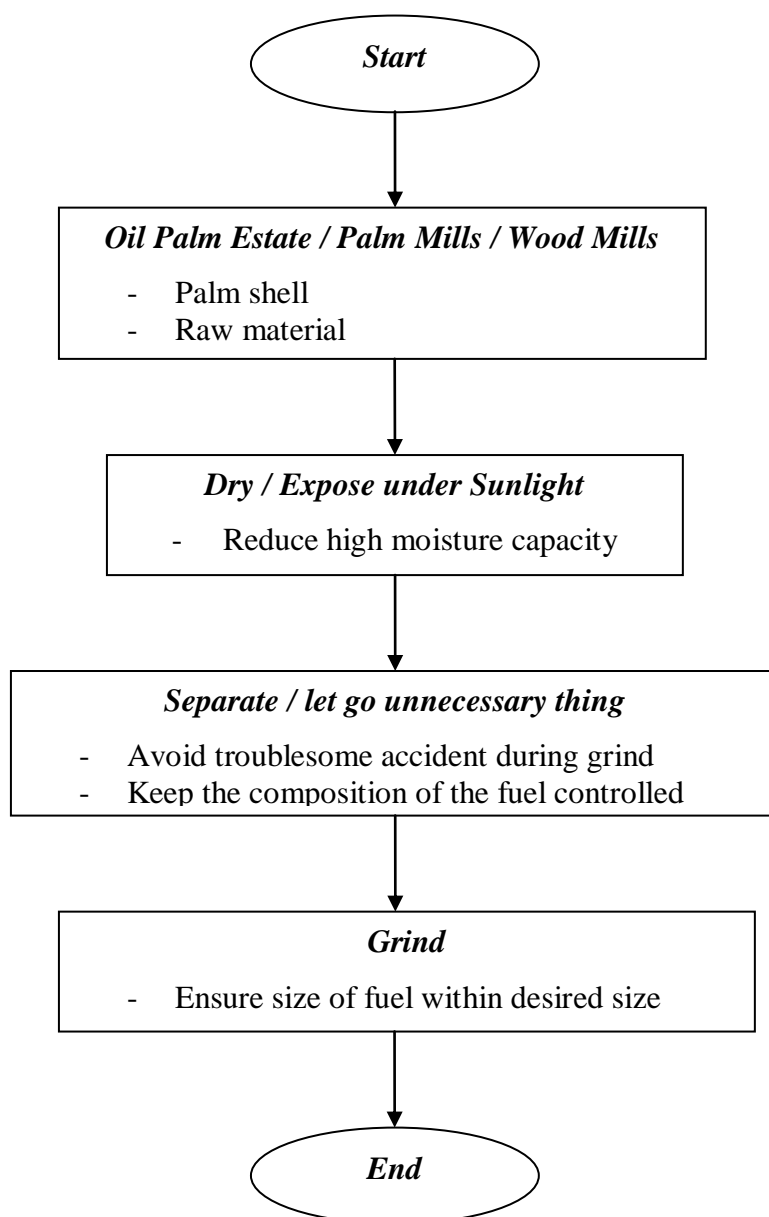 Start
Oil Palm Estate / Palm Mills / Wood Mills
- Palm shell
- Raw material
Dry / Expose under Sunlight
- Reduce high moisture capacity
Separate / let go unnecessary thing
- Avoid troublesome accident during grind
- Keep the composition of the fuel controlled
Grind
- Ensure size of fuel within desired size
End